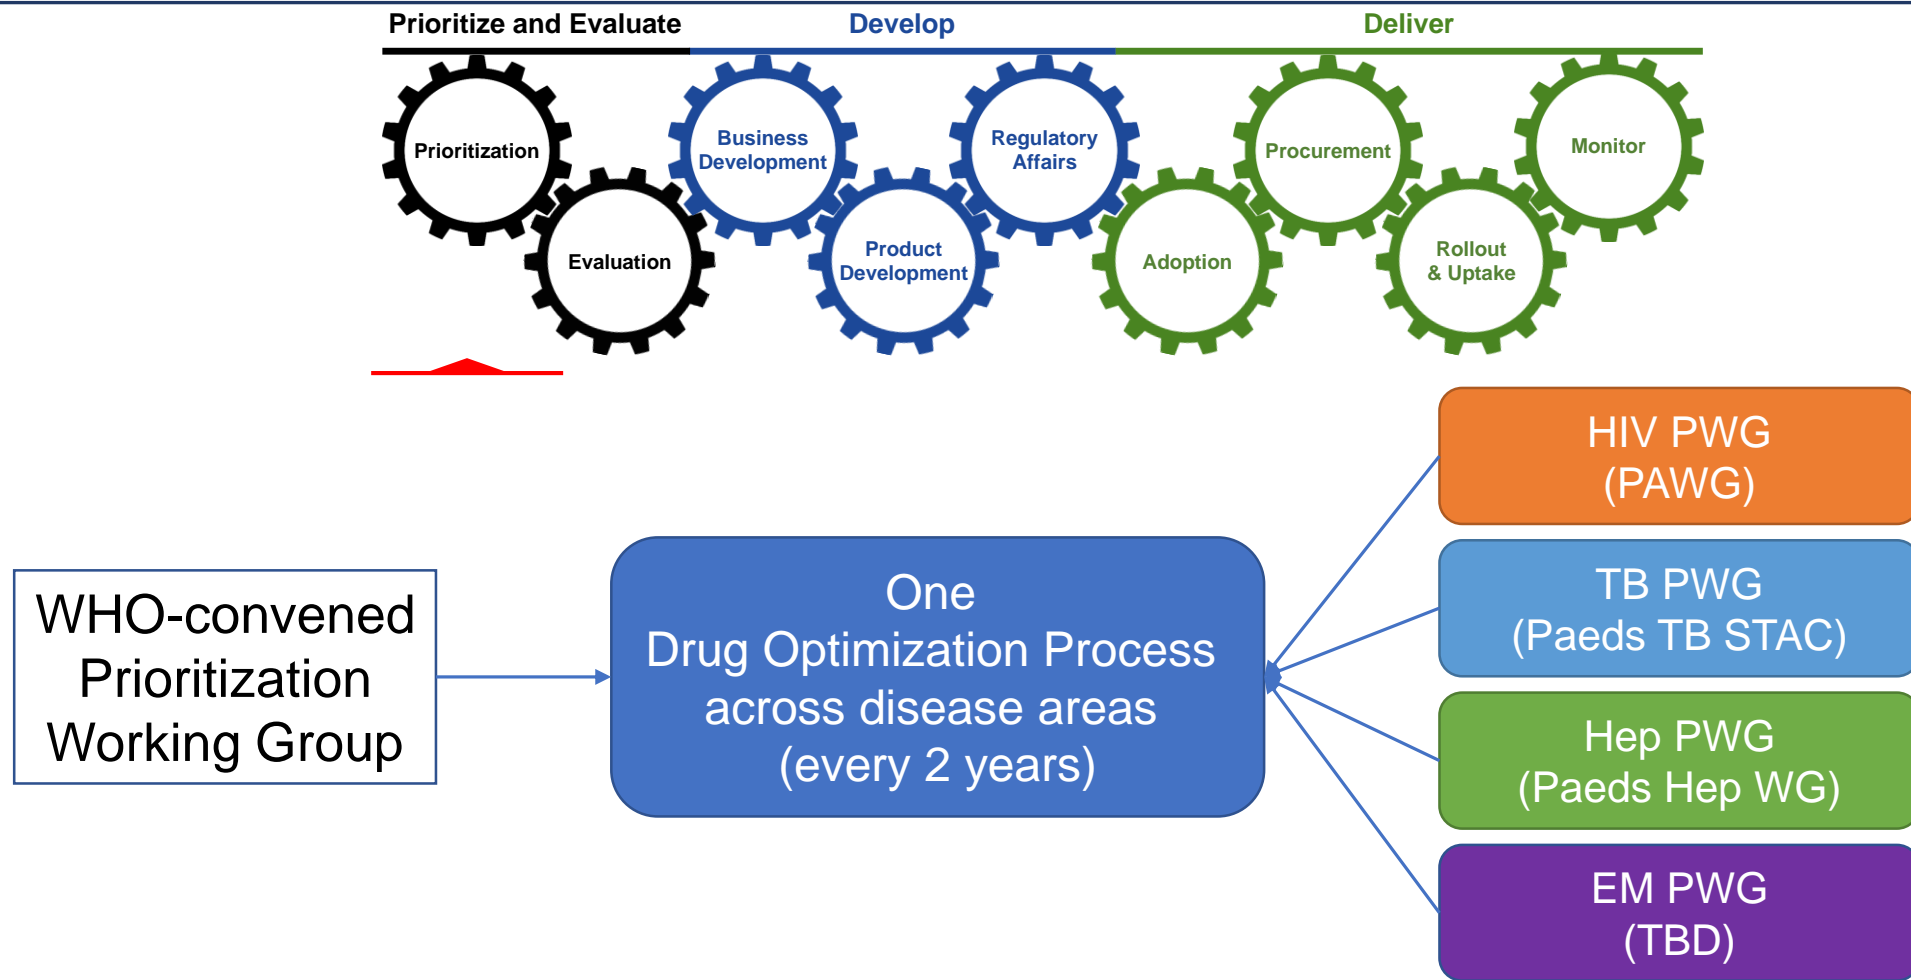 Prioritize and Evaluate
Develop
Deliver
Prioritization
Evaluation
Business
Development
Product
Development
Regulatory
Affairs
Adoption
Procurement
Rollout
& Uptake
Monitor
WHO-convened
Prioritization
Working Group
One
Drug Optimization Process
across disease areas
(every 2 years)
HIV PWG
(PAWG)
TB PWG
(Paeds TB STAC)
Hep PWG
(Paeds Hep WG)
EM PWG
(TBD)